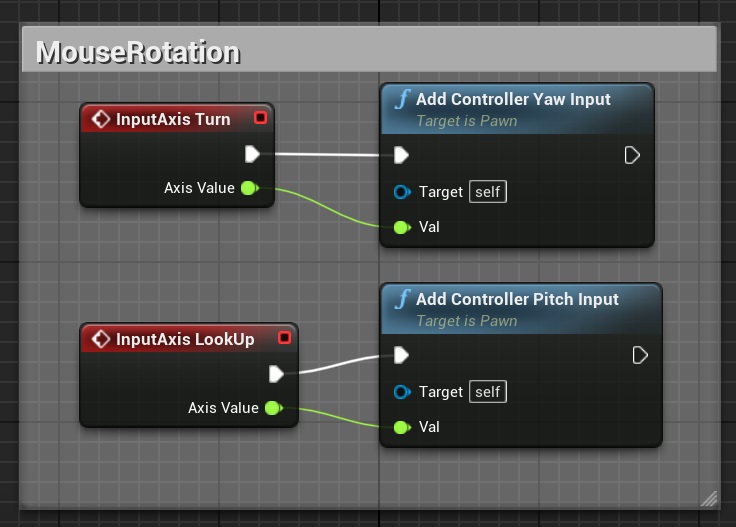 MouseRotation
InputAxis Turn
Axis Value
f Add Controller Yaw Input
Target is Pawn
Target self
Val
InputAxis LookUp
Axis Value
f Add Controller Pitch Input
Target is Pawn
Target self
Val